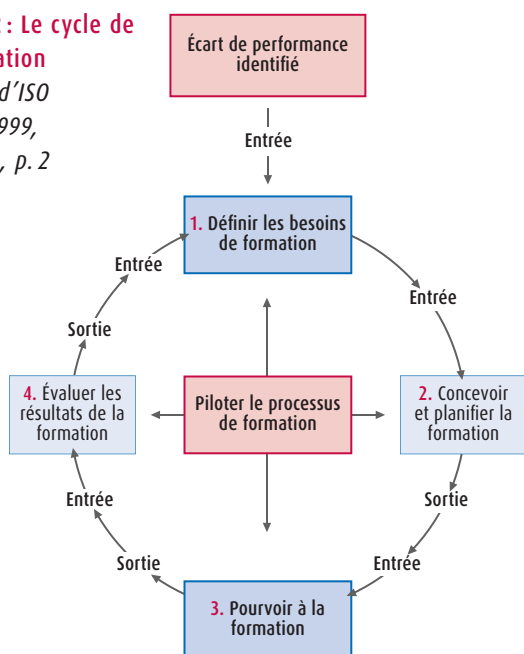 : Le cycle de
ation
d'ISO
999,
, p. 2
Écart de performance
identifié
Entrée
1. Définir les besoins
de formation
Entrée
Entrée
Sortie
4. Évaluer les
résultats de la
formation
Piloter le processus
de formation
2. Concevoir
et planifier la
formation
Entrée
Sortie
Sortie
Entrée
3. Pourvoir à la
formation